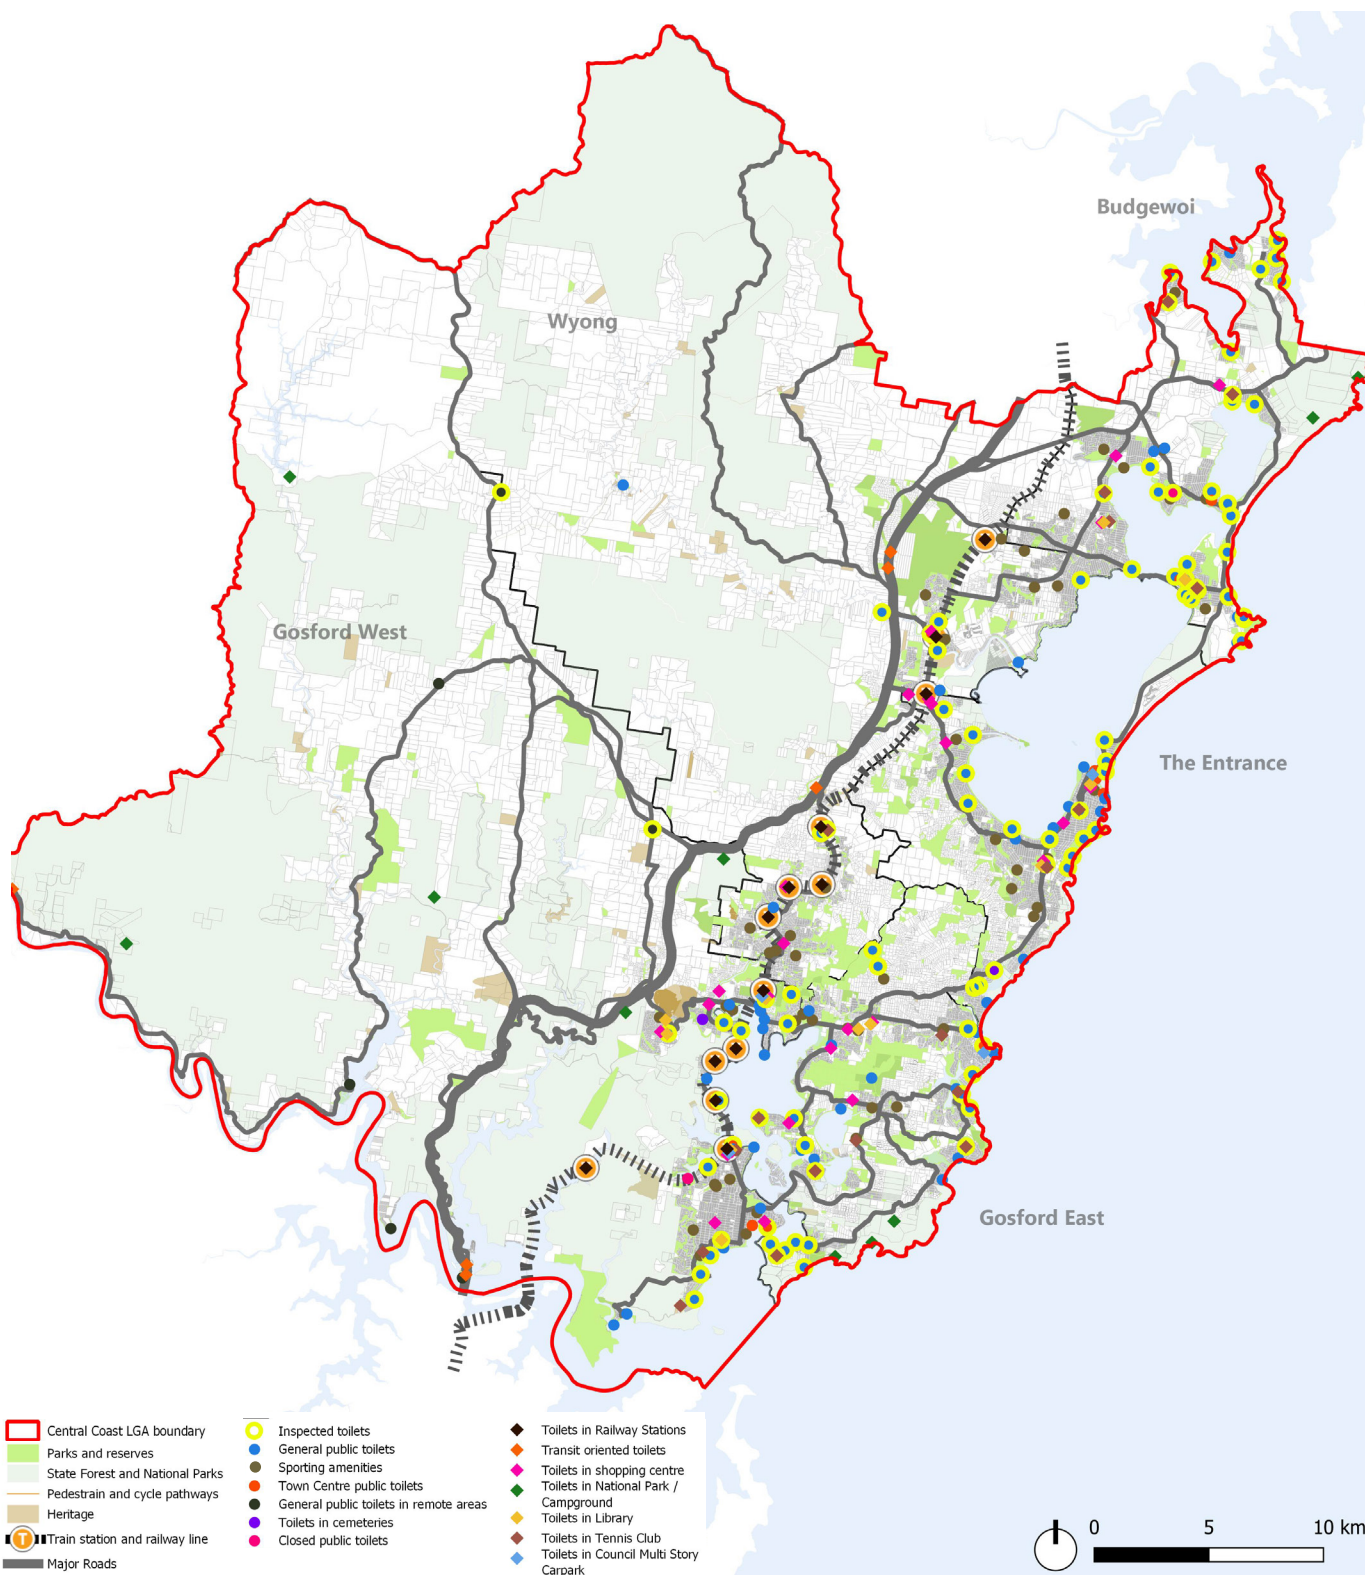 Budgewoi
Wyong
Gosford West
The Entrance
Gosford East
Central Coast LGA boundary
Parks and reserves
State Forest and National Parks
Pedestrain and cycle pathways
Heritage
T
Train station and railway line
Major Roads
Inspected toilets
General public toilets
Sporting amenities
Town Centre public toilets
General public toilets in remote areas
Toilets in cemeteries
Closed public toilets
Toilets in Railway Stations
Transit oriented toilets
Toilets in shopping centre
Toilets in National Park /
Campground
Toilets in Library
Toilets in Tennis Club
Toilets in Council Multi Story
Carpark
0 5 10 km